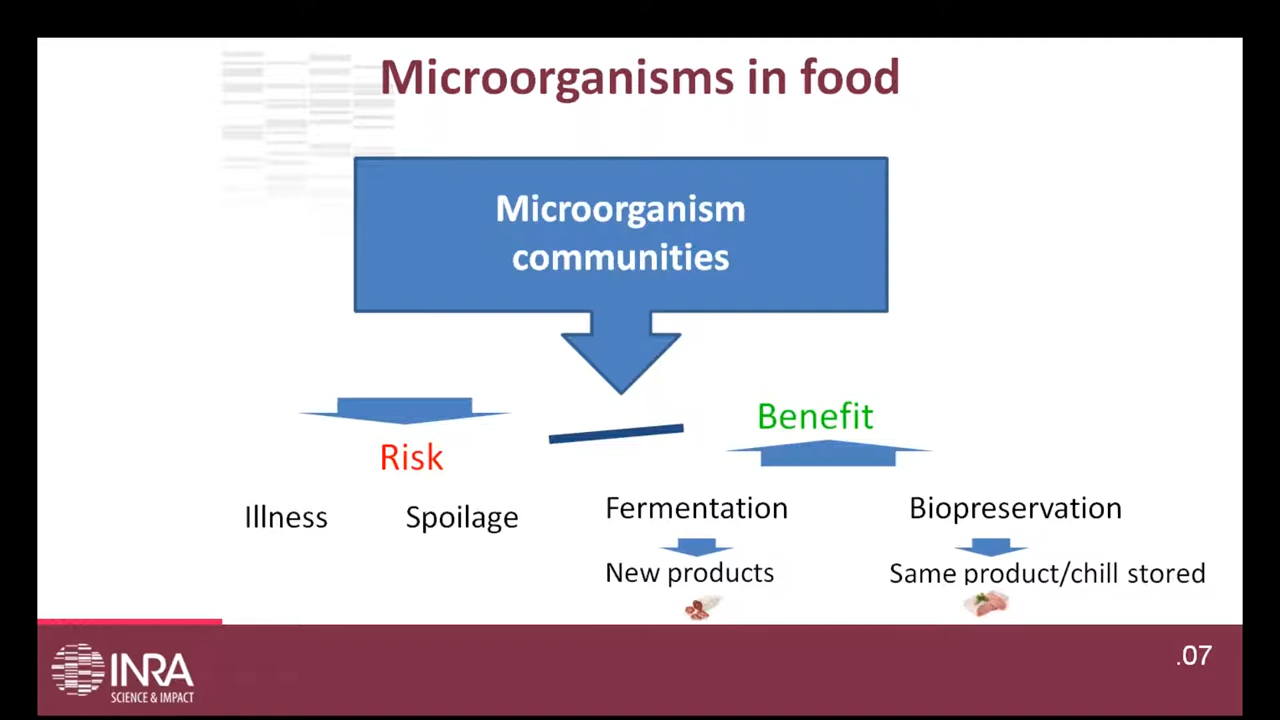 Microorganisms in food
Microorganism
communities
Risk
Benefit
Illness
Spoilage
Fermentation
Biopreservation
New products
Same product/chill stored
INRA
SCIENCE & IMPACT
.07